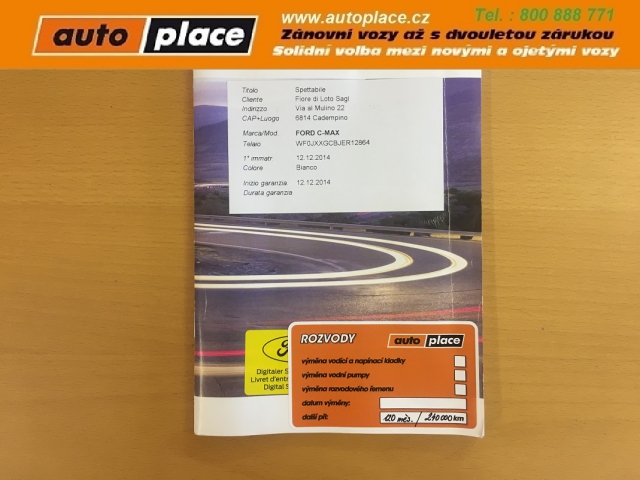 auto place
www.autoplace.cz
Tel. : 800 888 771
Zánovní vozy až s dvouletou zárukou
Solidní volba mezi novými a ojetými vozy
Titolo Spettabile
Cliente Fiore di Loto Sagl
Indirizzo Via al Mulino 22
CAP+Luogo 6814 Cadempino
Marca/Mod. FORD C-MAX
Telaio WF0JXXGCBJER12864
1° immatr 12.12.2014
Colore Bianco
Inizio garanzia 12.12.2014
Durata garanzia
Digitaler S
Livret d'entr
Digital S
ROZVODY auto place
výměna vodící a napínací kladky
výměna vodní pumpy
výměna rozvodového řemenu
datum výměny:
další při: 120 měs. / 240 000 km